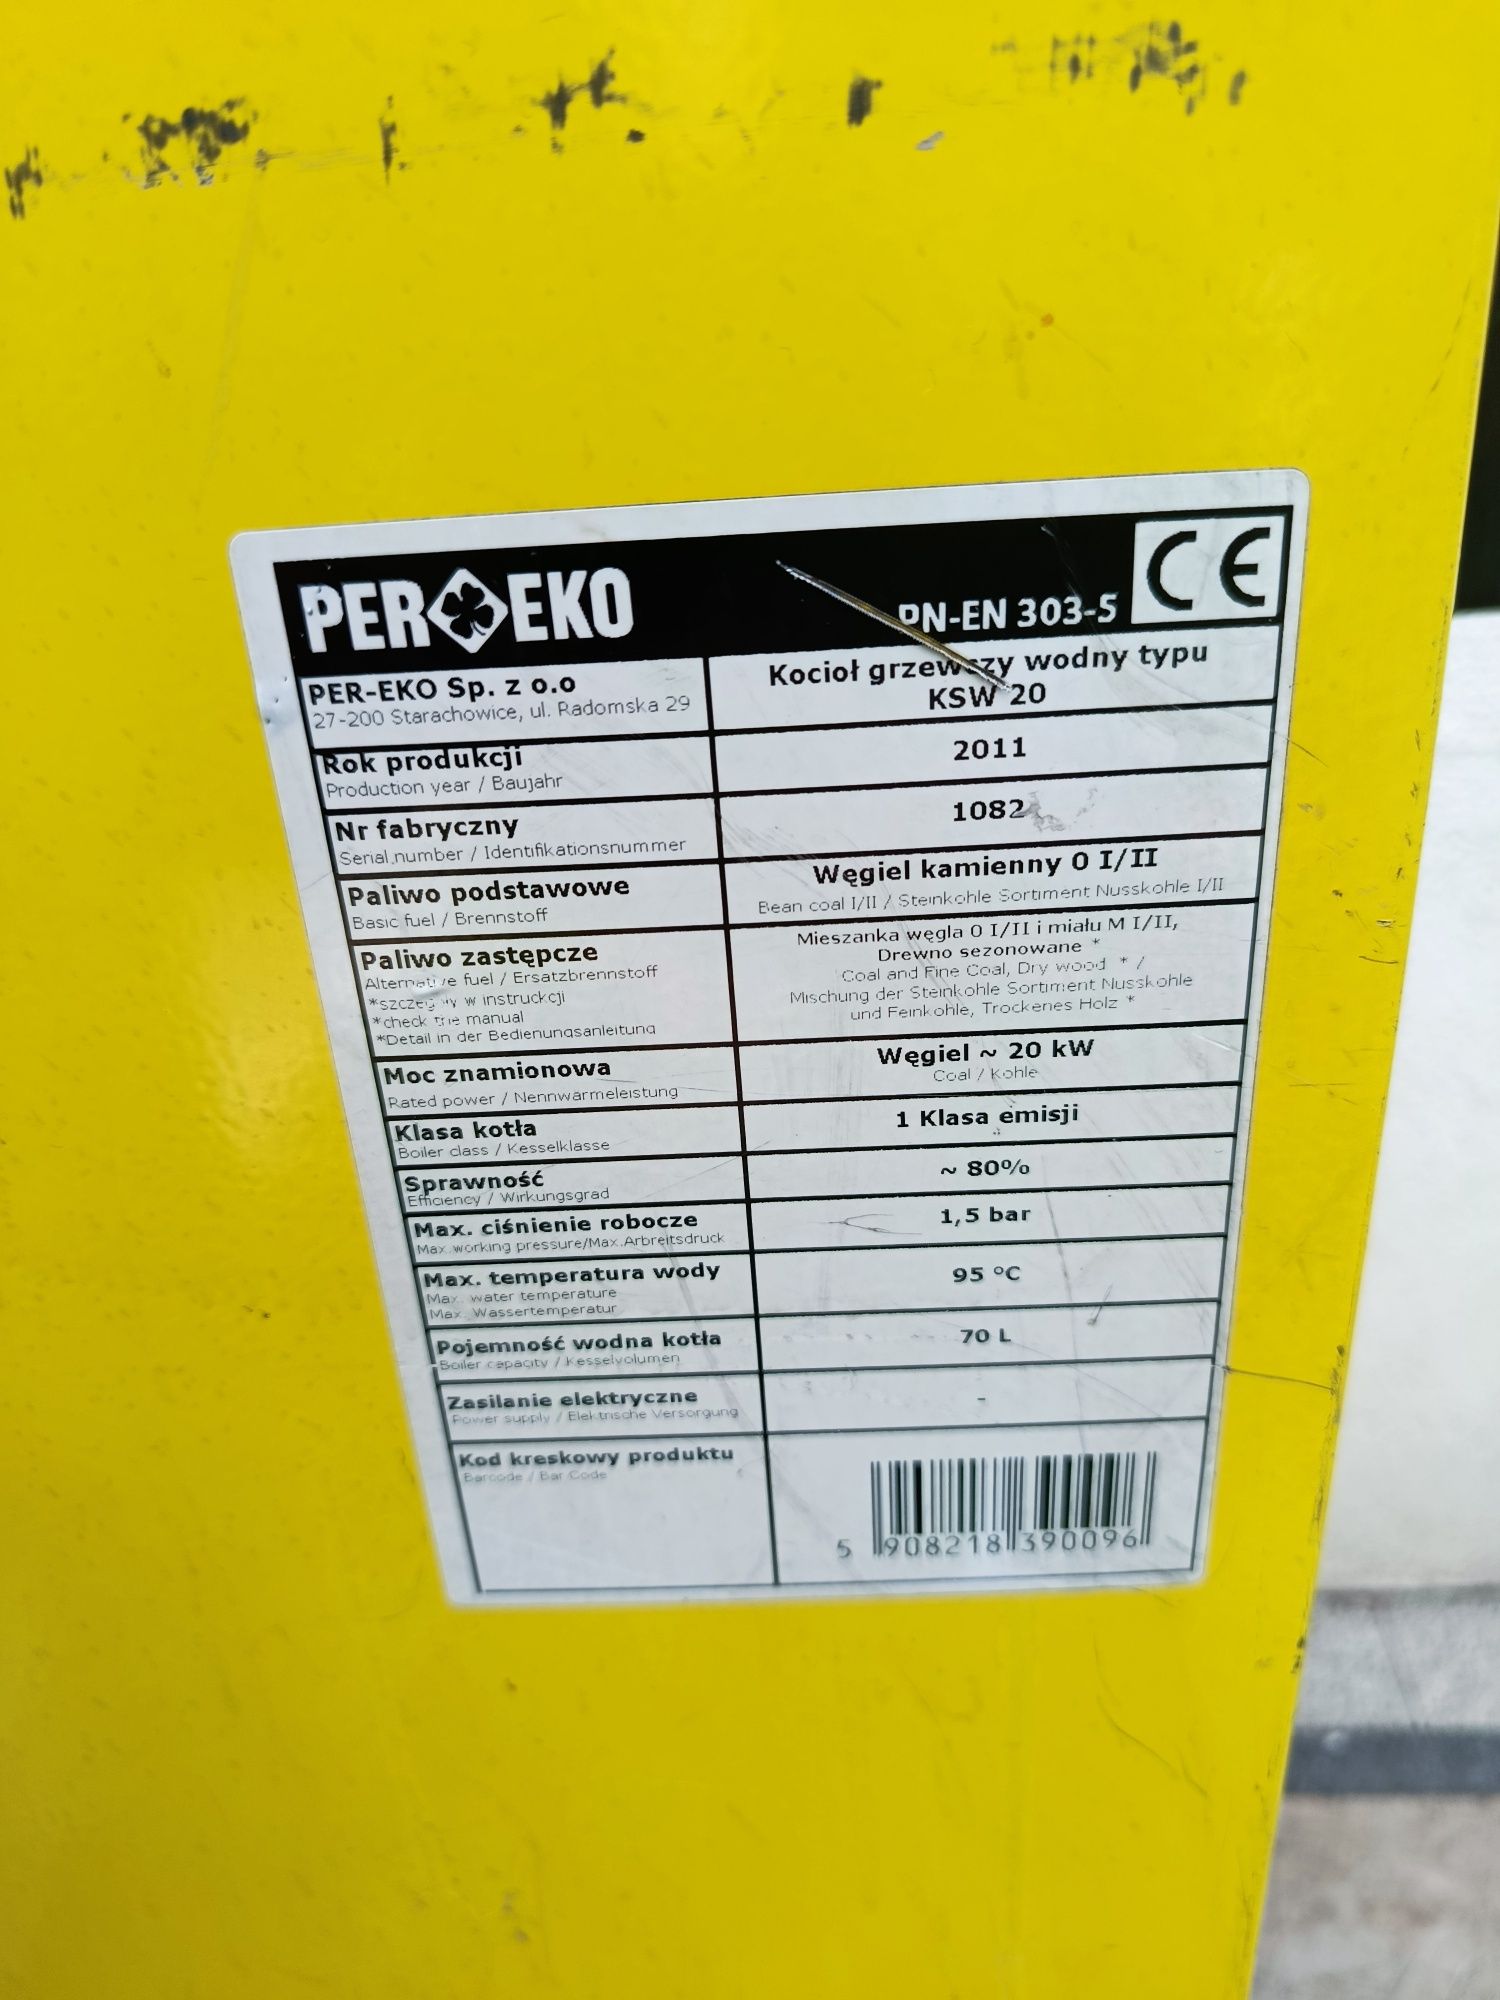 PER EKO
PN-EN 303-5
CE
PER-EKO Sp. z o.o
27-200 Starachowice, ul. Radomska 29
Kocioł grzewczy wodny typu
KSW 20
Rok produkcji
Production year / Baujahr
2011
Nr fabryczny
Serial number / Identifikationsnummer
1082
Paliwo podstawowe
Basic fuel / Brennstoff
Węgiel kamienny O I/II
Bean coal I/II / Steinkohle Sortiment Nusskohle I/II
Paliwo zastępcze
Alternative fuel / Ersatzbrennstoff
*szczegóły w instrukcji
*check the manual
*Detail in der Bedienungsanleitung
Mieszanka węgla O I/II i miału M I/II,
Drewno sezonowane *
Coal and Fine Coal, Dry wood * /
Mischung der Steinkohle Sortiment Nusskohle
und Feinkohle, Trockenes Holz *
Moc znamionowa
Rated power / Nennwärmeleistung
Węgiel ~ 20 kW
Coal / Kohle
Klasa kotła
Boiler class / Kesselklasse
1 Klasa emisji
Sprawność
Efficiency / Wirkungsgrad
~ 80%
Max. ciśnienie robocze
Max.working pressure/Max.Arbeitsdruck
1,5 bar
Max. temperatura wody
Max. water temperature
Max. Wassertemperatur
95 °C
Pojemność wodna kotła
Boiler capacity / Kesselvolumen
70 L
Zasilanie elektryczne
Power supply / Elektrische Versorgung
-
Kod kreskowy produktu
Barcode / Bar Code
5 908218 390096